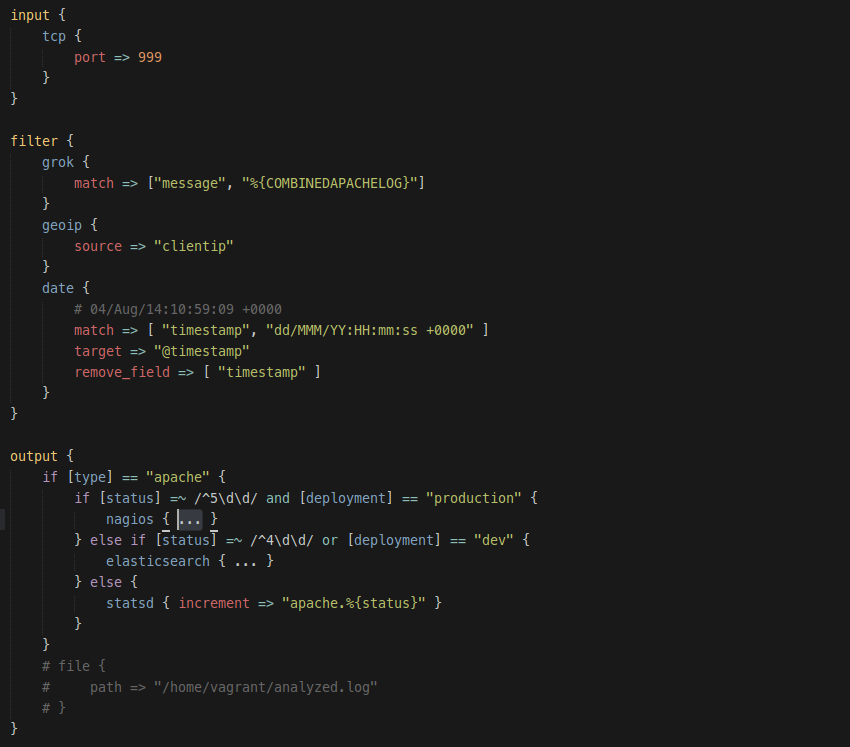 input {
    tcp {
        port => 999
    }
}

filter {
    grok {
        match => ["message", "%{COMBINEDAPACHELOG}"]
    }
    geoip {
        source => "clientip"
    }
    date {
        # 04/Aug/14:10:59:09 +0000
        match => [ "timestamp", "dd/MMM/YY:HH:mm:ss +0000" ]
        target => "@timestamp"
        remove_field => [ "timestamp" ]
    }
}

output {
    if [type] == "apache" {
        if [status] =~ /^5\d\d/ and [deployment] == "production" {
            nagios { ... }
        } else if [status] =~ /^4\d\d/ or [deployment] == "dev" {
            elasticsearch { ... }
        } else {
            statsd { increment => "apache.%{status}" }
        }
    }
    # file {
    #     path => "/home/vagrant/analyzed.log"
    # }
}